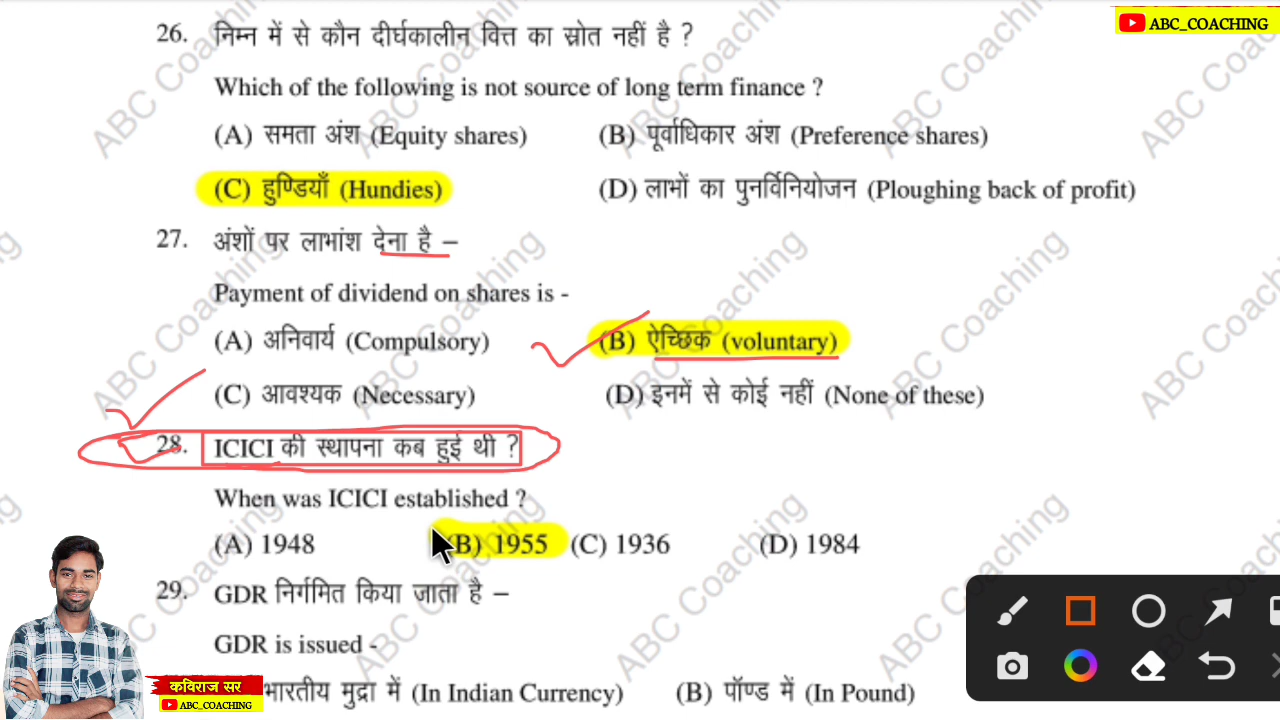 ABC_COACHING
26. निम्न में से कौन दीर्घकालीन वित्त का स्रोत नहीं है ?
Which of the following is not source of long term finance ?
(A) समता अंश (Equity shares) (B) पूर्वाधिकार अंश (Preference shares)
(C) हुण्डियाँ (Hundies) (D) लाभों का पुनर्विनियोजन (Ploughing back of profit)
27. अंशों पर लाभांश देना है –
Payment of dividend on shares is -
(A) अनिवार्य (Compulsory) (B) ऐच्छिक (voluntary)
(C) आवश्यक (Necessary) (D) इनमें से कोई नहीं (None of these)
28. ICICI की स्थापना कब हुई थी ?
When was ICICI established ?
(A) 1948 (B) 1955 (C) 1936 (D) 1984
29. GDR निर्गमित किया जाता है –
GDR is issued -
भारतीय मुद्रा में (In Indian Currency) (B) पॉण्ड में (In Pound)
कविराज सर
ABC_COACHING
ABC Coaching